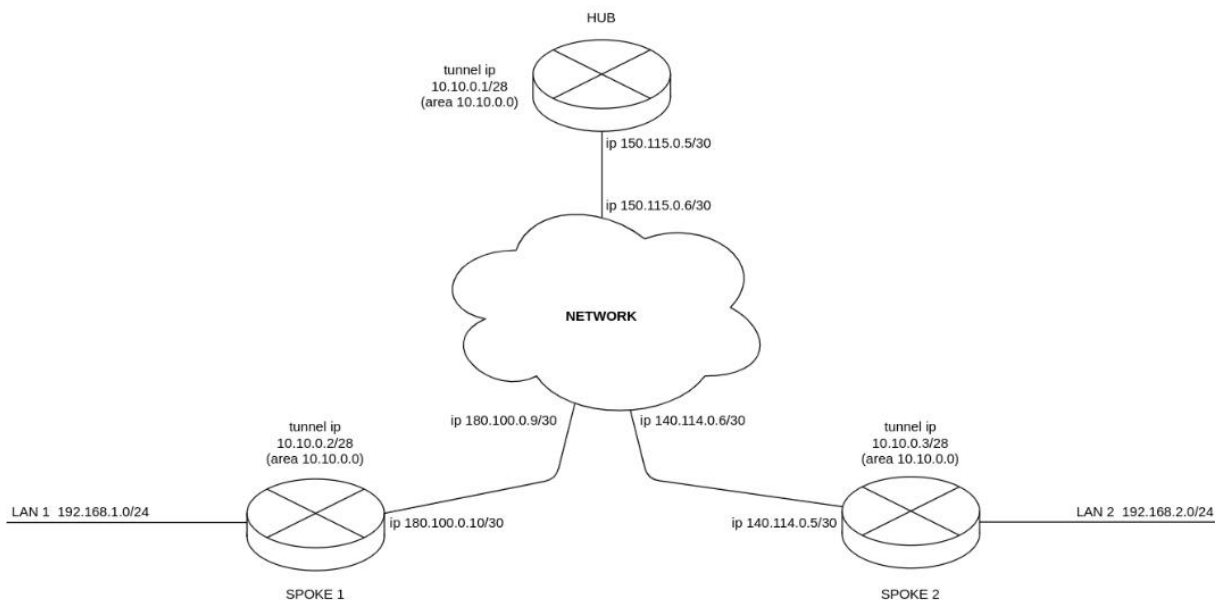 HUB
tunnel ip
10.10.0.1/28
(area 10.10.0.0)
ip 150.115.0.5/30
ip 150.115.0.6/30
NETWORK
ip 180.100.0.9/30
ip 140.114.0.6/30
tunnel ip
10.10.0.2/28
(area 10.10.0.0)
tunnel ip
10.10.0.3/28
(area 10.10.0.0)
LAN 1 192.168.1.0/24
ip 180.100.0.10/30
ip 140.114.0.5/30
LAN 2 192.168.2.0/24
SPOKE 1
SPOKE 2